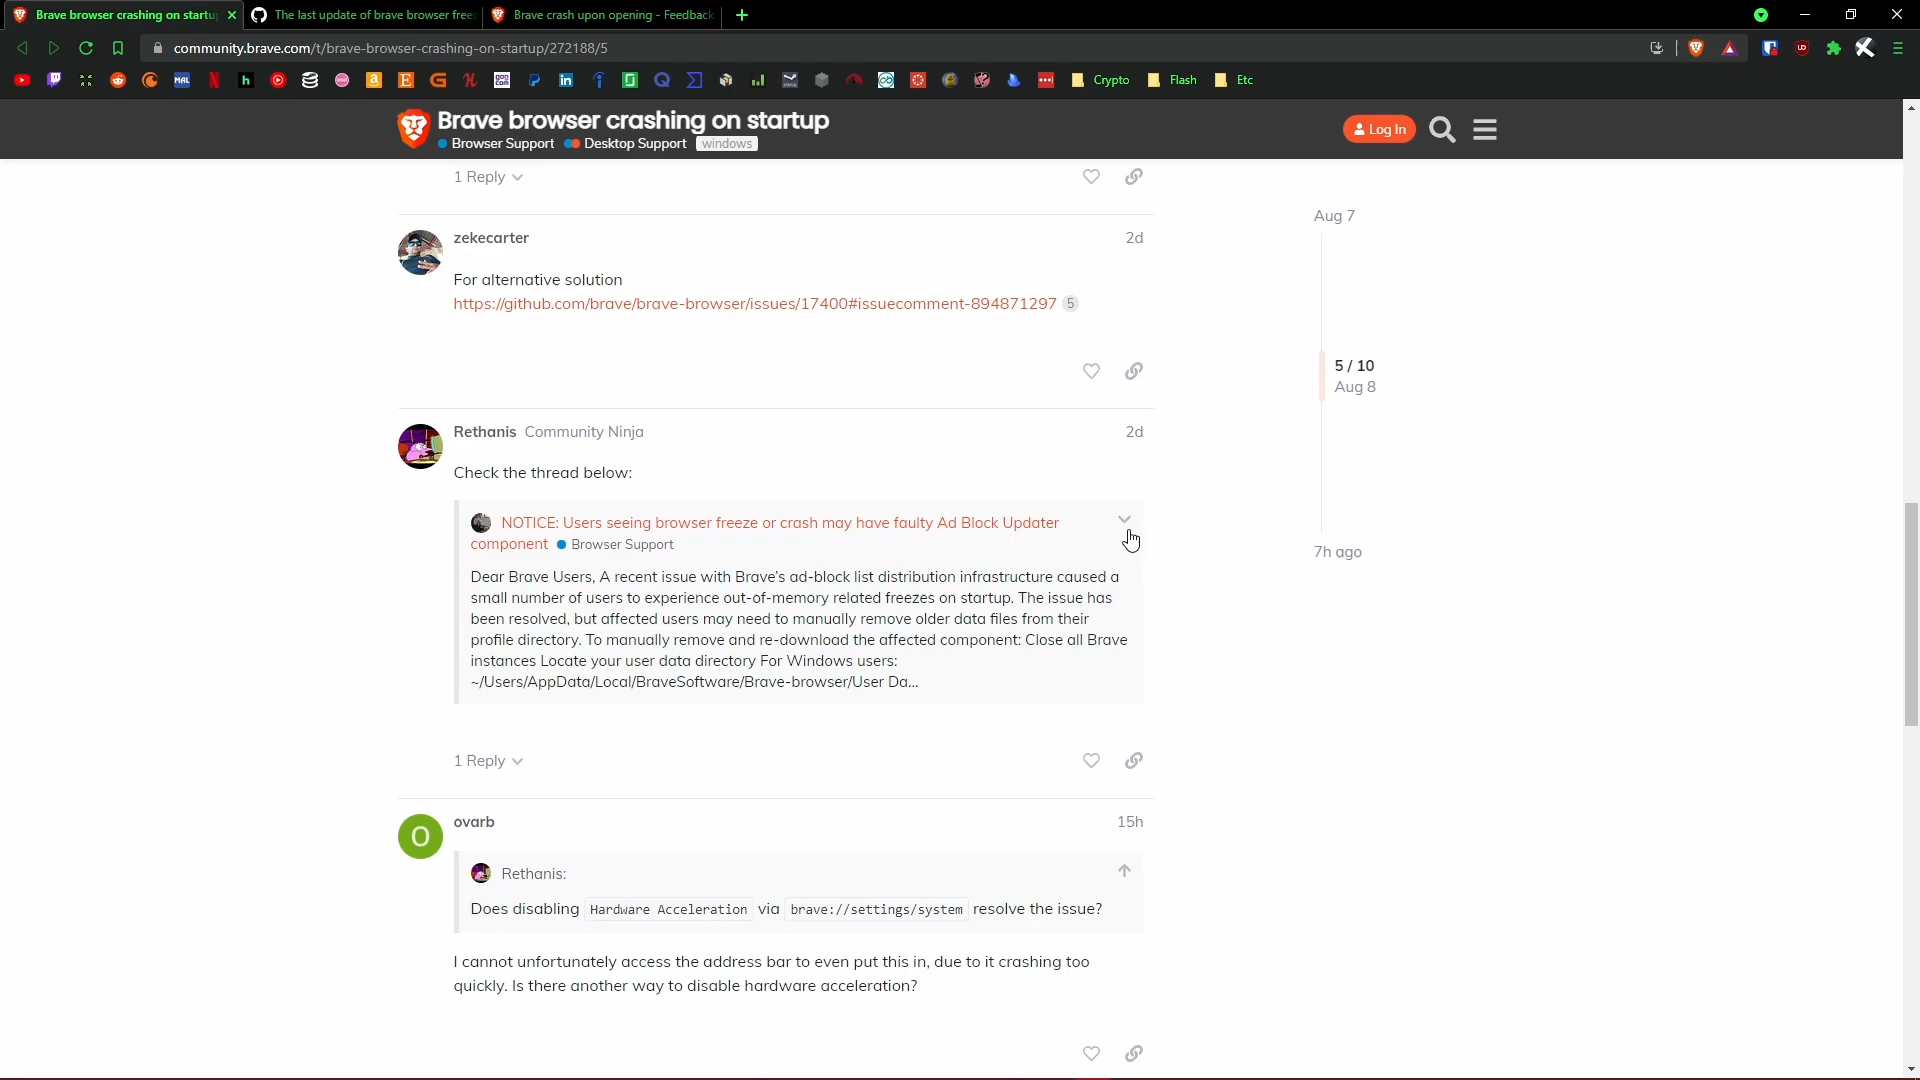 Brave browser crashing on startu
The last update of brave browser free
Brave crash upon opening - Feedback
community.brave.com/t/brave-browser-crashing-on-startup/272188/5
Crypto
Flash
Etc
Brave browser crashing on startup
Browser Support Desktop Support windows
Log In
1 Reply
Aug 7
zekecarter 2d
For alternative solution
https://github.com/brave/brave-browser/issues/17400#issuecomment-894871297 5
5 / 10
Aug 8
Rethanis Community Ninja 2d
Check the thread below:
NOTICE: Users seeing browser freeze or crash may have faulty Ad Block Updater
component Browser Support
7h ago
Dear Brave Users, A recent issue with Brave's ad-block list distribution infrastructure caused a
small number of users to experience out-of-memory related freezes on startup. The issue has
been resolved, but affected users may need to manually remove older data files from their
profile directory. To manually remove and re-download the affected component: Close all Brave
instances Locate your user data directory For Windows users:
~/Users/AppData/Local/BraveSoftware/Brave-browser/User Da...
1 Reply
ovarb 15h
O
Rethanis:
Does disabling Hardware Acceleration via brave://settings/system resolve the issue?
I cannot unfortunately access the address bar to even put this in, due to it crashing too
quickly. Is there another way to disable hardware acceleration?